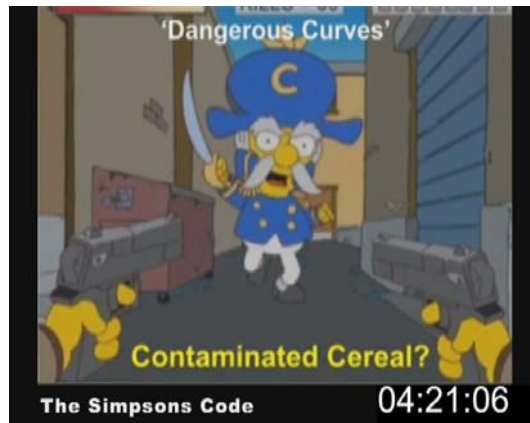 'Dangerous Curves'
C
Contaminated Cereal?
The Simpsons Code
04:21:06